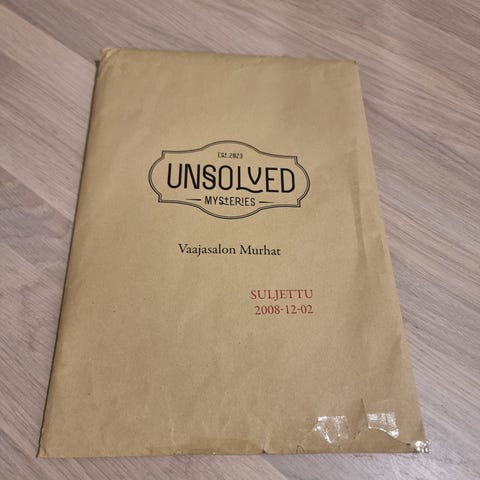 EST.2023
UNSOLVED
MYSTERIES
Vaajasalon Murhat
SULJETTU
2008-12-02